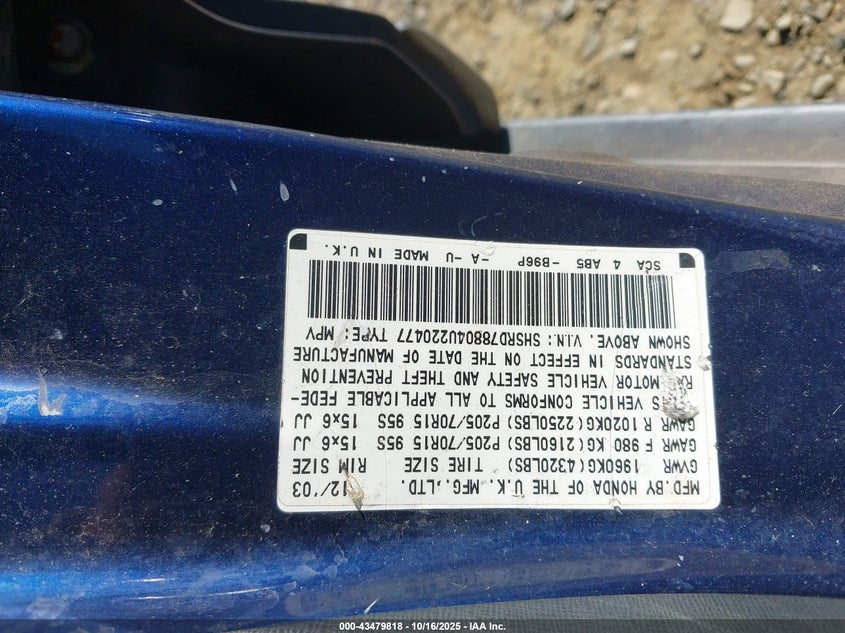 MFD.BY HONDA OF THE U.K. MFG.,LTD. 12/'03
GVWR 1960KG(4320LBS) TIRE SIZE RIM SIZE
GAWR F 980 KG(2160LBS) P205/70R15 95S 15x6 JJ
GAWR R 1020KG(2250LBS) P205/70R15 95S 15x6 JJ
VEHICLE CONFORMS TO ALL APPLICABLE FEDE-
MOTOR VEHICLE SAFETY AND THEFT PREVENTION
STANDARDS IN EFFECT ON THE DATE OF MANUFACTURE
SHOWN ABOVE. V.I.N.: SHSRD78804U220477 TYPE: MPV
SCA 4 AB5 -B96P -A -U MADE IN U.K.
000-43479818 - 10/16/2025 - IAA Inc.